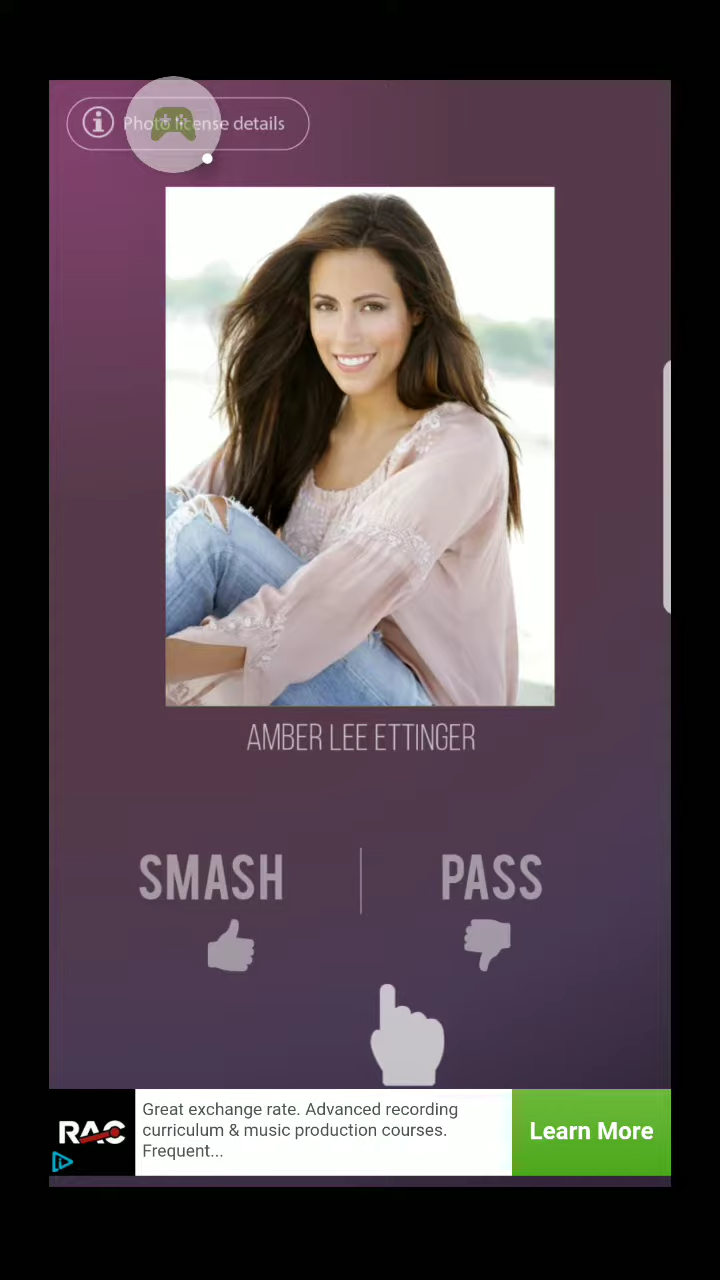 Photo license details
AMBER LEE ETTINGER
SMASH
PASS
RAC
Great exchange rate. Advanced recording
curriculum & music production courses.
Frequent...
Learn More